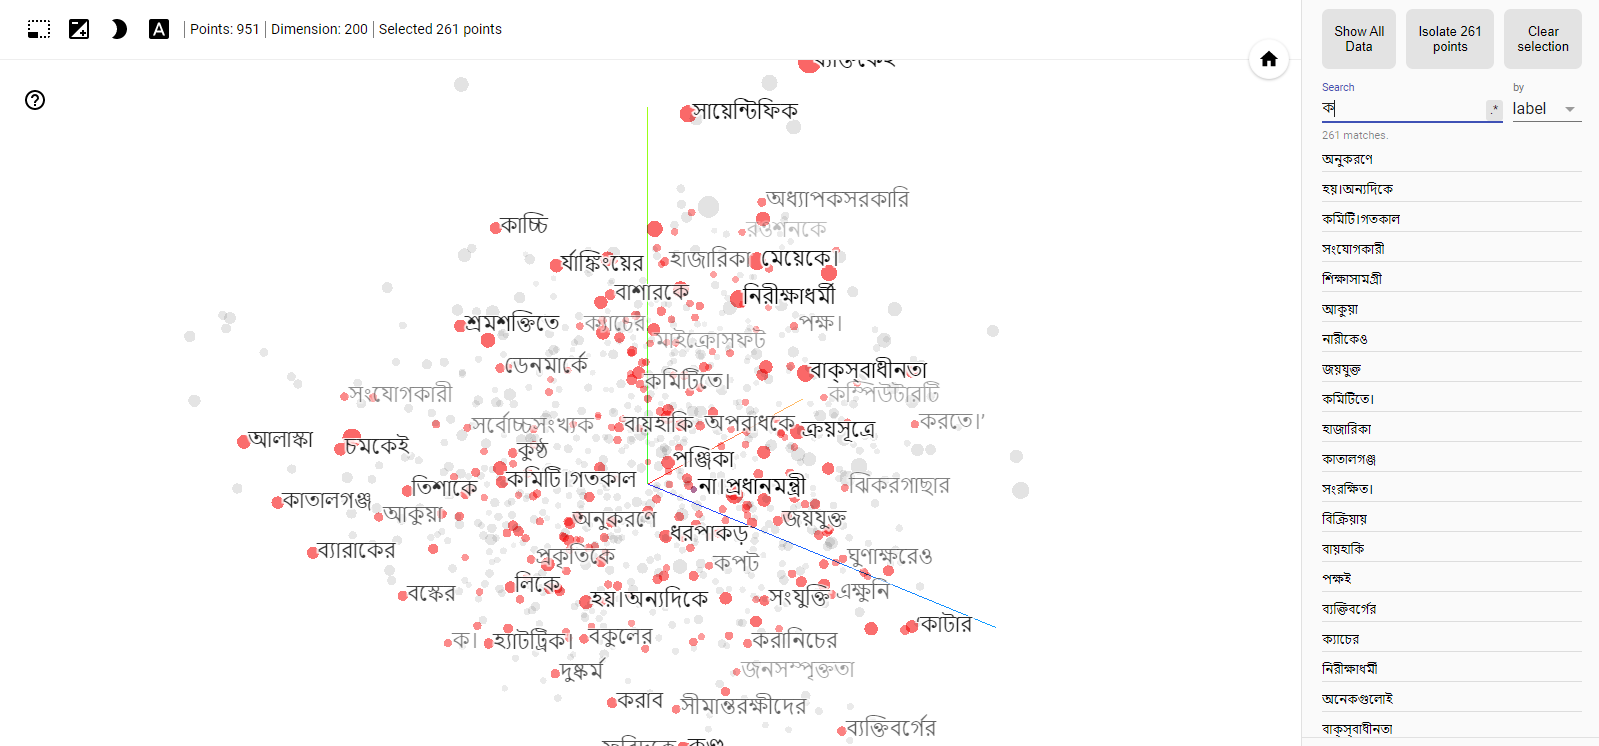 Points: 951 | Dimension: 200 | Selected 261 points
Show All Data
Isolate 261 points
Clear selection
Search
by
ক
.*
label
261 matches.
অনুকরণে
হয়।অন্যদিকে
কমিটি।গতকাল
সংযোগকারী
শিক্ষাসামগ্রী
আকুয়া
নারীকেও
জয়যুক্ত
কমিটিতে।
হাজারিকা
কাতালগঞ্জ
সংরক্ষিত।
বিক্রিয়ায়
বায়হাকি
পক্ষই
ব্যক্তিবর্গের
ক্যাচের
নিরীক্ষাধর্মী
অনেকগুলোই
বাক্স্বাধীনতা
সায়েন্টিফিক
অধ্যাপকসরকারি
কাচ্চি
রওশনকে
র্যাঙ্কিংয়ের
হাজারিকা
মেয়েকে।
বাশারকে
নিরীক্ষাধর্মী
শ্রমশক্তিতে
ক্যাচের
পক্ষ।
মাইক্রোসফট
ডেনমার্কে
কমিটিতে।
বাক্স্বাধীনতা
সংযোগকারী
কম্পিউটারটি
সর্বোচ্চসংখ্যক
বায়হাকি
অপরাধকে
ক্রয়সূত্রে
করতে।’
আলাস্কা
চমকেই
কুষ্ঠ
পঞ্জিকা
কমিটি।গতকাল
না।প্রধানমন্ত্রী
ঝিকরগাছার
তিশাকে
কাতালগঞ্জ
আকুয়া
অনুকরণে
জয়যুক্ত
ধরপাকড়
ব্যারাকের
প্রকৃতিকে
কপট
ঘুণাক্ষরেও
বস্কের
লিকে
হয়।অন্যদিকে
সংযুক্তি
এক্ষুনি
‘কাটার
ক।
হ্যাটট্রিক।
বকুলের
করানিচের
দুষ্কর্ম
জনসম্পৃক্ততা
করাব
সীমান্তরক্ষীদের
ব্যক্তিবর্গের